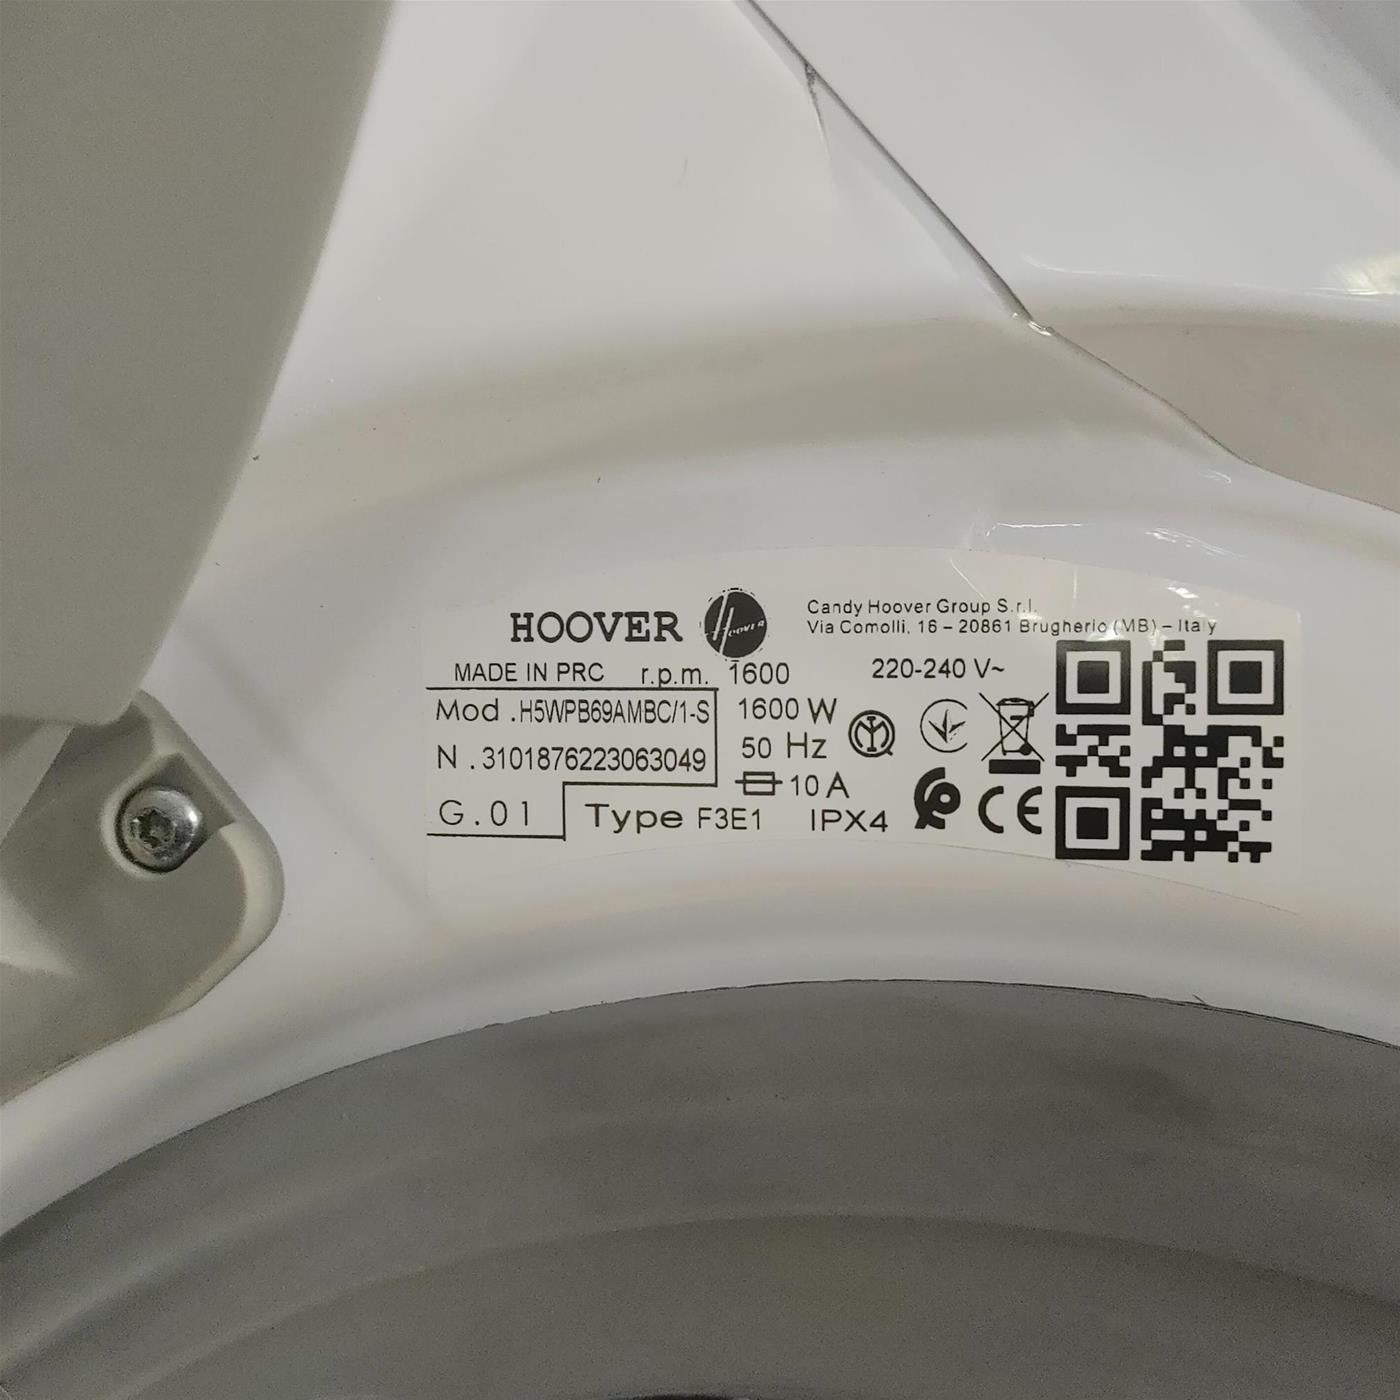 HOOVER Hoover
Candy Hoover Group S.r.l.
Via Comolli, 16 – 20861 Brugherio (MB) – Italy
MADE IN PRC r.p.m. 1600 220-240 V~
Mod . H5WPB69AMBC/1-S 1600 W
N . 3101876223063049 50 Hz
10 A
G . 01 Type F3E1 IPX4 CE